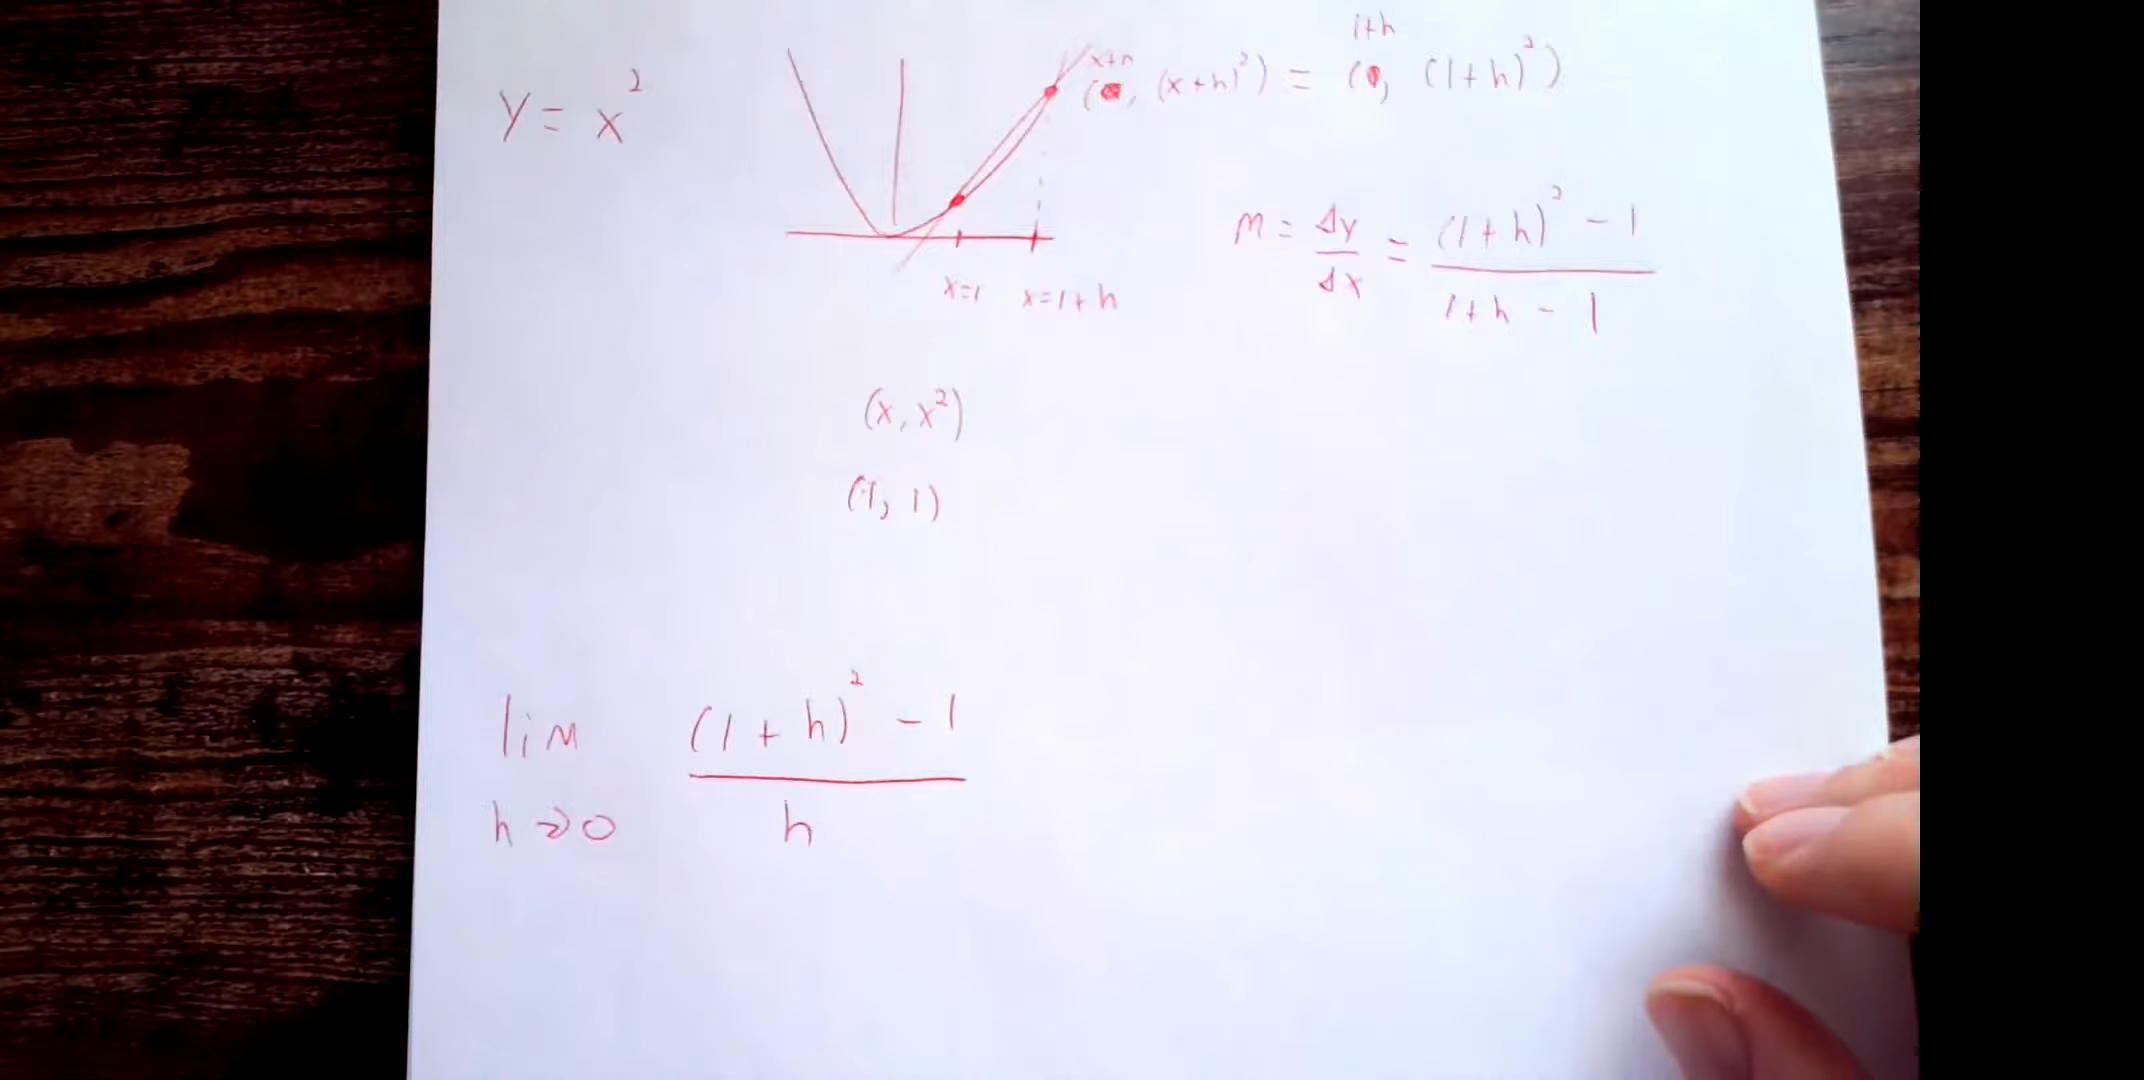 y = x²
x+h
( , (x+h)²) = ( , (1+h)²)
1+h
m = Δy/Δx = ((1+h)² - 1)/(1+h - 1)
x=1 x=1+h
(x, x²)
(1, 1)
lim h→0 ((1+h)² - 1)/h